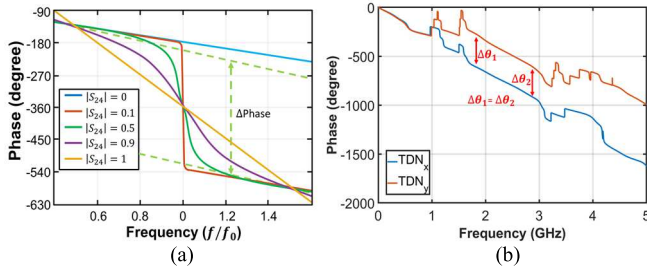 -90
-180
-270
-360
-450
-540
-630
Phase (degree)
|S24| = 0
|S24| = 0.1
|S24| = 0.5
|S24| = 0.9
|S24| = 1
ΔPhase
0.6 0.8 0 1.2 1.4
Frequency (f/f0)
(a)
0
-500
-1000
-1500
-2000
Phase (degree)
Δθ1
Δθ2
Δθ1 = Δθ2
TDNx
TDNy
0 1 2 3 4 5
Frequency (GHz)
(b)